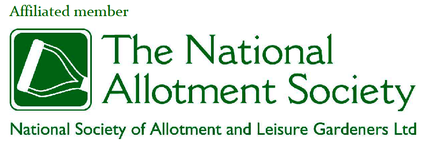 Affiliated member
The National
Allotment Society
National Society of Allotment and Leisure Gardeners Ltd